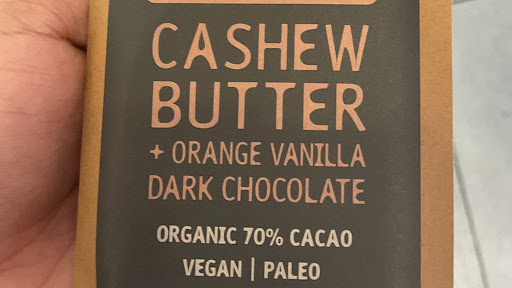 CASHEW
BUTTER
+ ORANGE VANILLA
DARK CHOCOLATE
ORGANIC 70% CACAO
VEGAN | PALEO